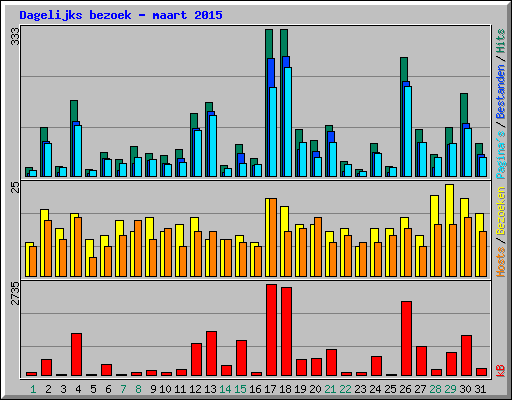 Dagelijks bezoek - maart 2015
333
25
2735
Hosts / Bezoeken Pagina's / Bestanden / Hits
kB
1 2 3 4 5 6 7 8 9 10 11 12 13 14 15 16 17 18 19 20 21 22 23 24 25 26 27 28 29 30 31